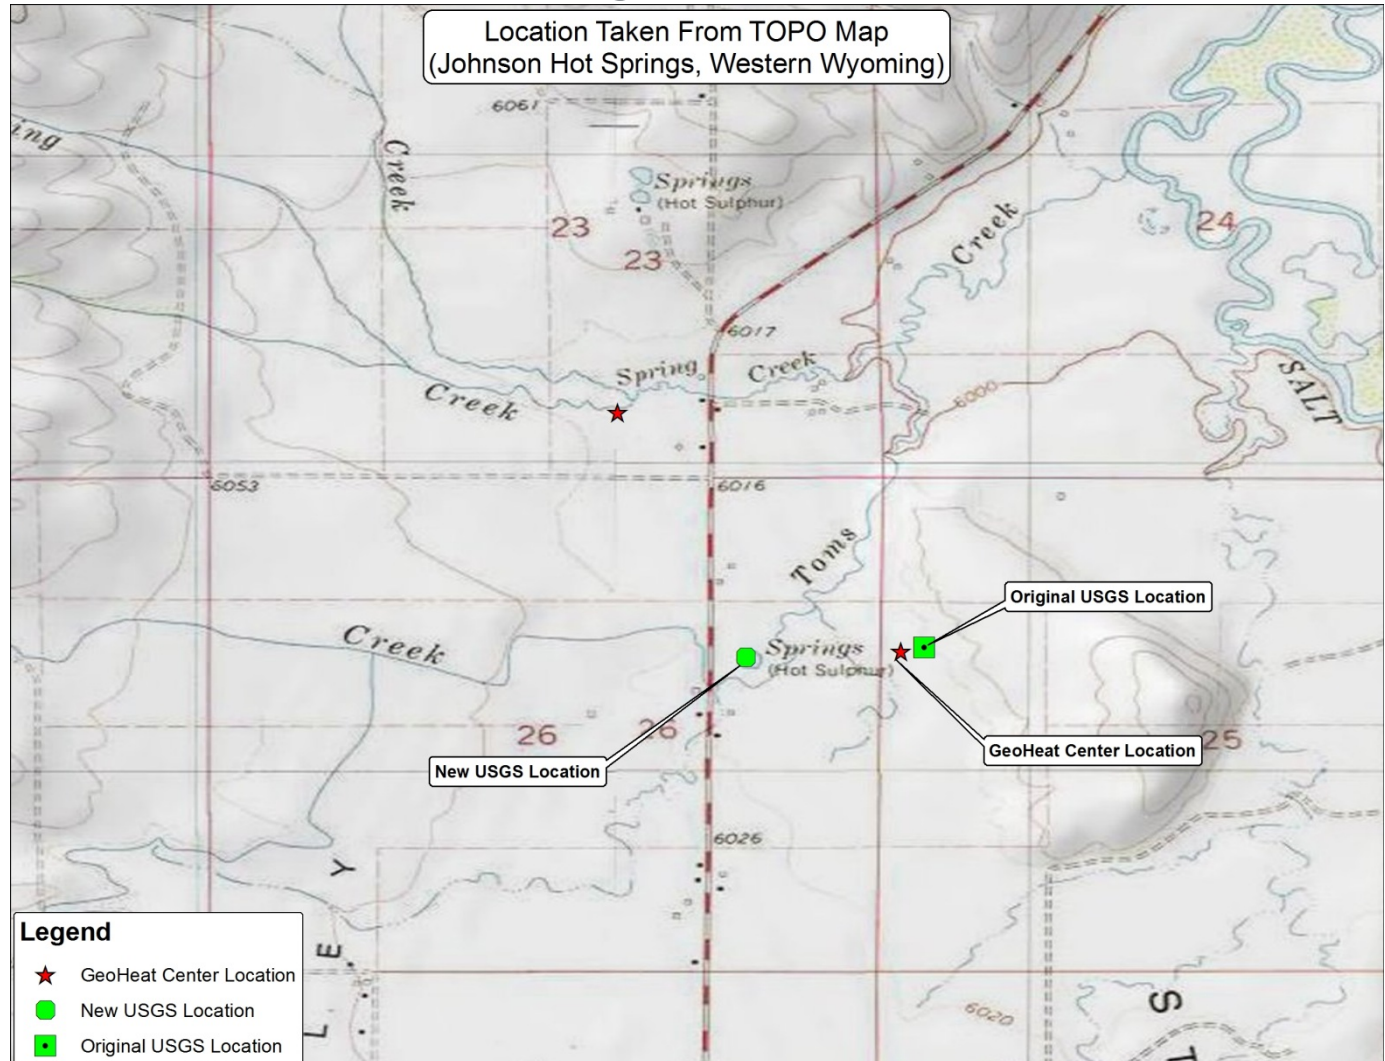 Location Taken From TOPO Map
(Johnson Hot Springs, Western Wyoming)
6061
ing
Creek
Springs
(Hot Sulphur)
23
23
Creek
24
6017
Spring Creek
Creek
6000
SALT
6053
6016
Toms
Original USGS Location
Creek
Springs
(Hot Sulphur)
26
26
25
GeoHeat Center Location
New USGS Location
6026
Y
E
L
L
S
6020
Legend
GeoHeat Center Location
New USGS Location
Original USGS Location